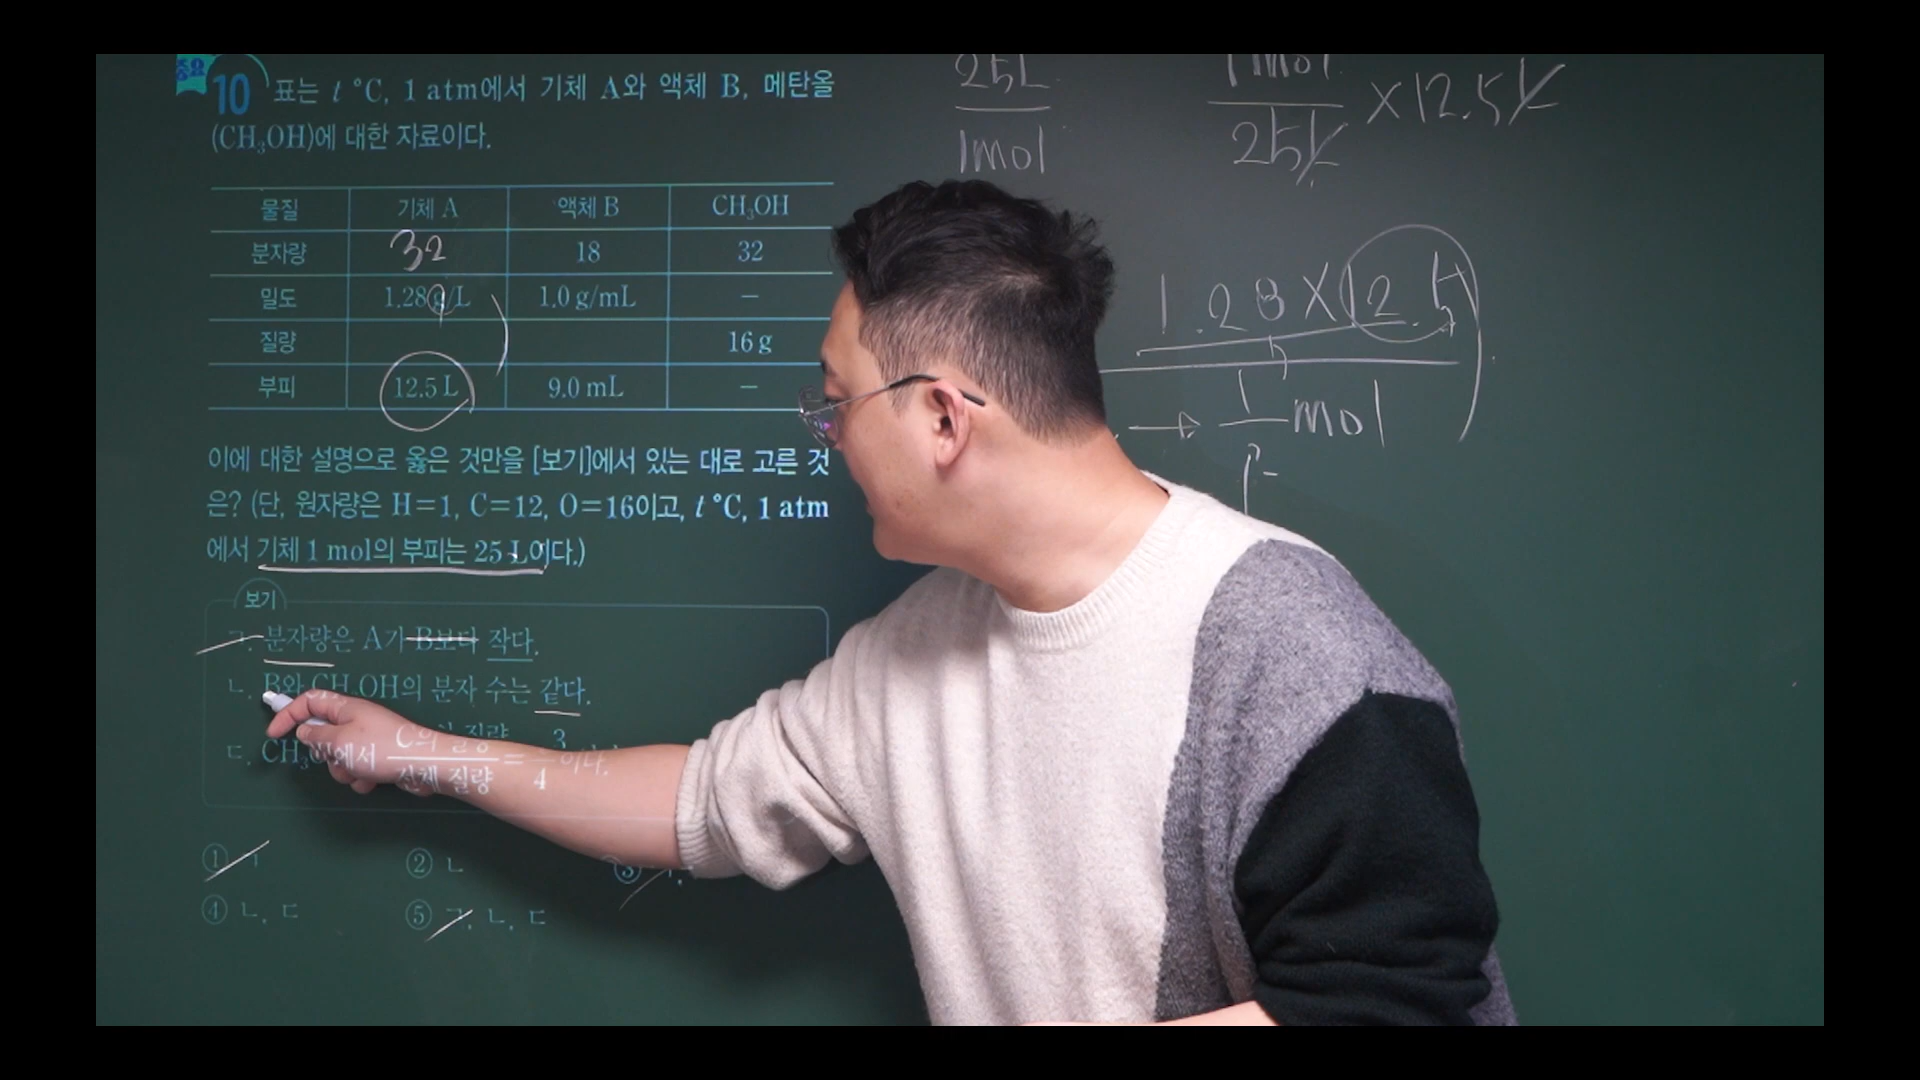 중요
10 표는 t °C, 1 atm에서 기체 A와 액체 B, 메탄올
(CH₃OH)에 대한 자료이다.
물질 기체 A 액체 B CH₃OH
분자량 32 18 32
밀도 1.28 g/L 1.0 g/mL −
질량 16 g
부피 12.5 L 9.0 mL −
이에 대한 설명으로 옳은 것만을 [보기]에서 있는 대로 고른 것
은? (단, 원자량은 H=1, C=12, O=16이고, t °C, 1 atm
에서 기체 1 mol의 부피는 25 L이다.)
보기
ㄱ. 분자량은 A가 B보다 작다.
ㄴ. B와 CH₃OH의 분자 수는 같다.
ㄷ. CH₃OH에서 C의 질량/전체 질량 = 3/4 이다.
① ㄱ ② ㄴ ③
④ ㄴ, ㄷ ⑤ ㄱ, ㄴ, ㄷ
25L
1mol
1mol
25L × 12.5L
1.28 × 12.5
→ 1/2 mol